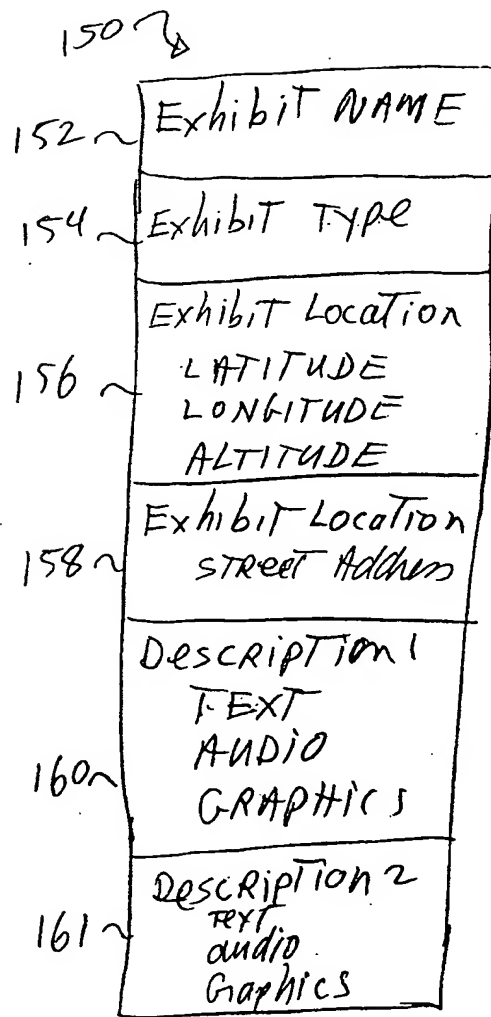 150
152 Exhibit NAME
154 Exhibit Type
Exhibit Location
156 LATITUDE
LONGITUDE
ALTITUDE
Exhibit Location
158 STREET Address
Description 1
TEXT
AUDIO
160 GRAPHICS
Description 2
Text
161 audio
Graphics